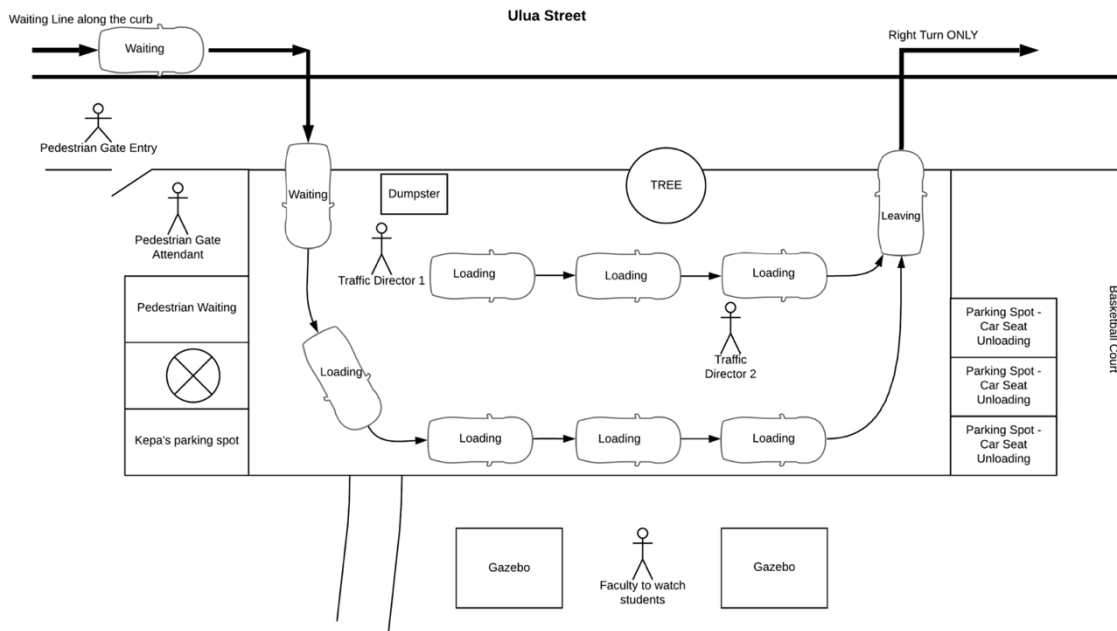 Ulua Street
Waiting Line along the curb
Waiting
Right Turn ONLY
Pedestrian Gate Entry
Waiting
Dumpster
TREE
Leaving
Pedestrian Gate
Attendant
Traffic Director 1
Loading
Loading
Loading
Pedestrian Waiting
Parking Spot -
Car Seat
Unloading
Basketball Court
Traffic
Director 2
Loading
Parking Spot -
Car Seat
Unloading
Kepa's parking spot
Loading
Loading
Loading
Parking Spot -
Car Seat
Unloading
Gazebo
Faculty to watch
students
Gazebo